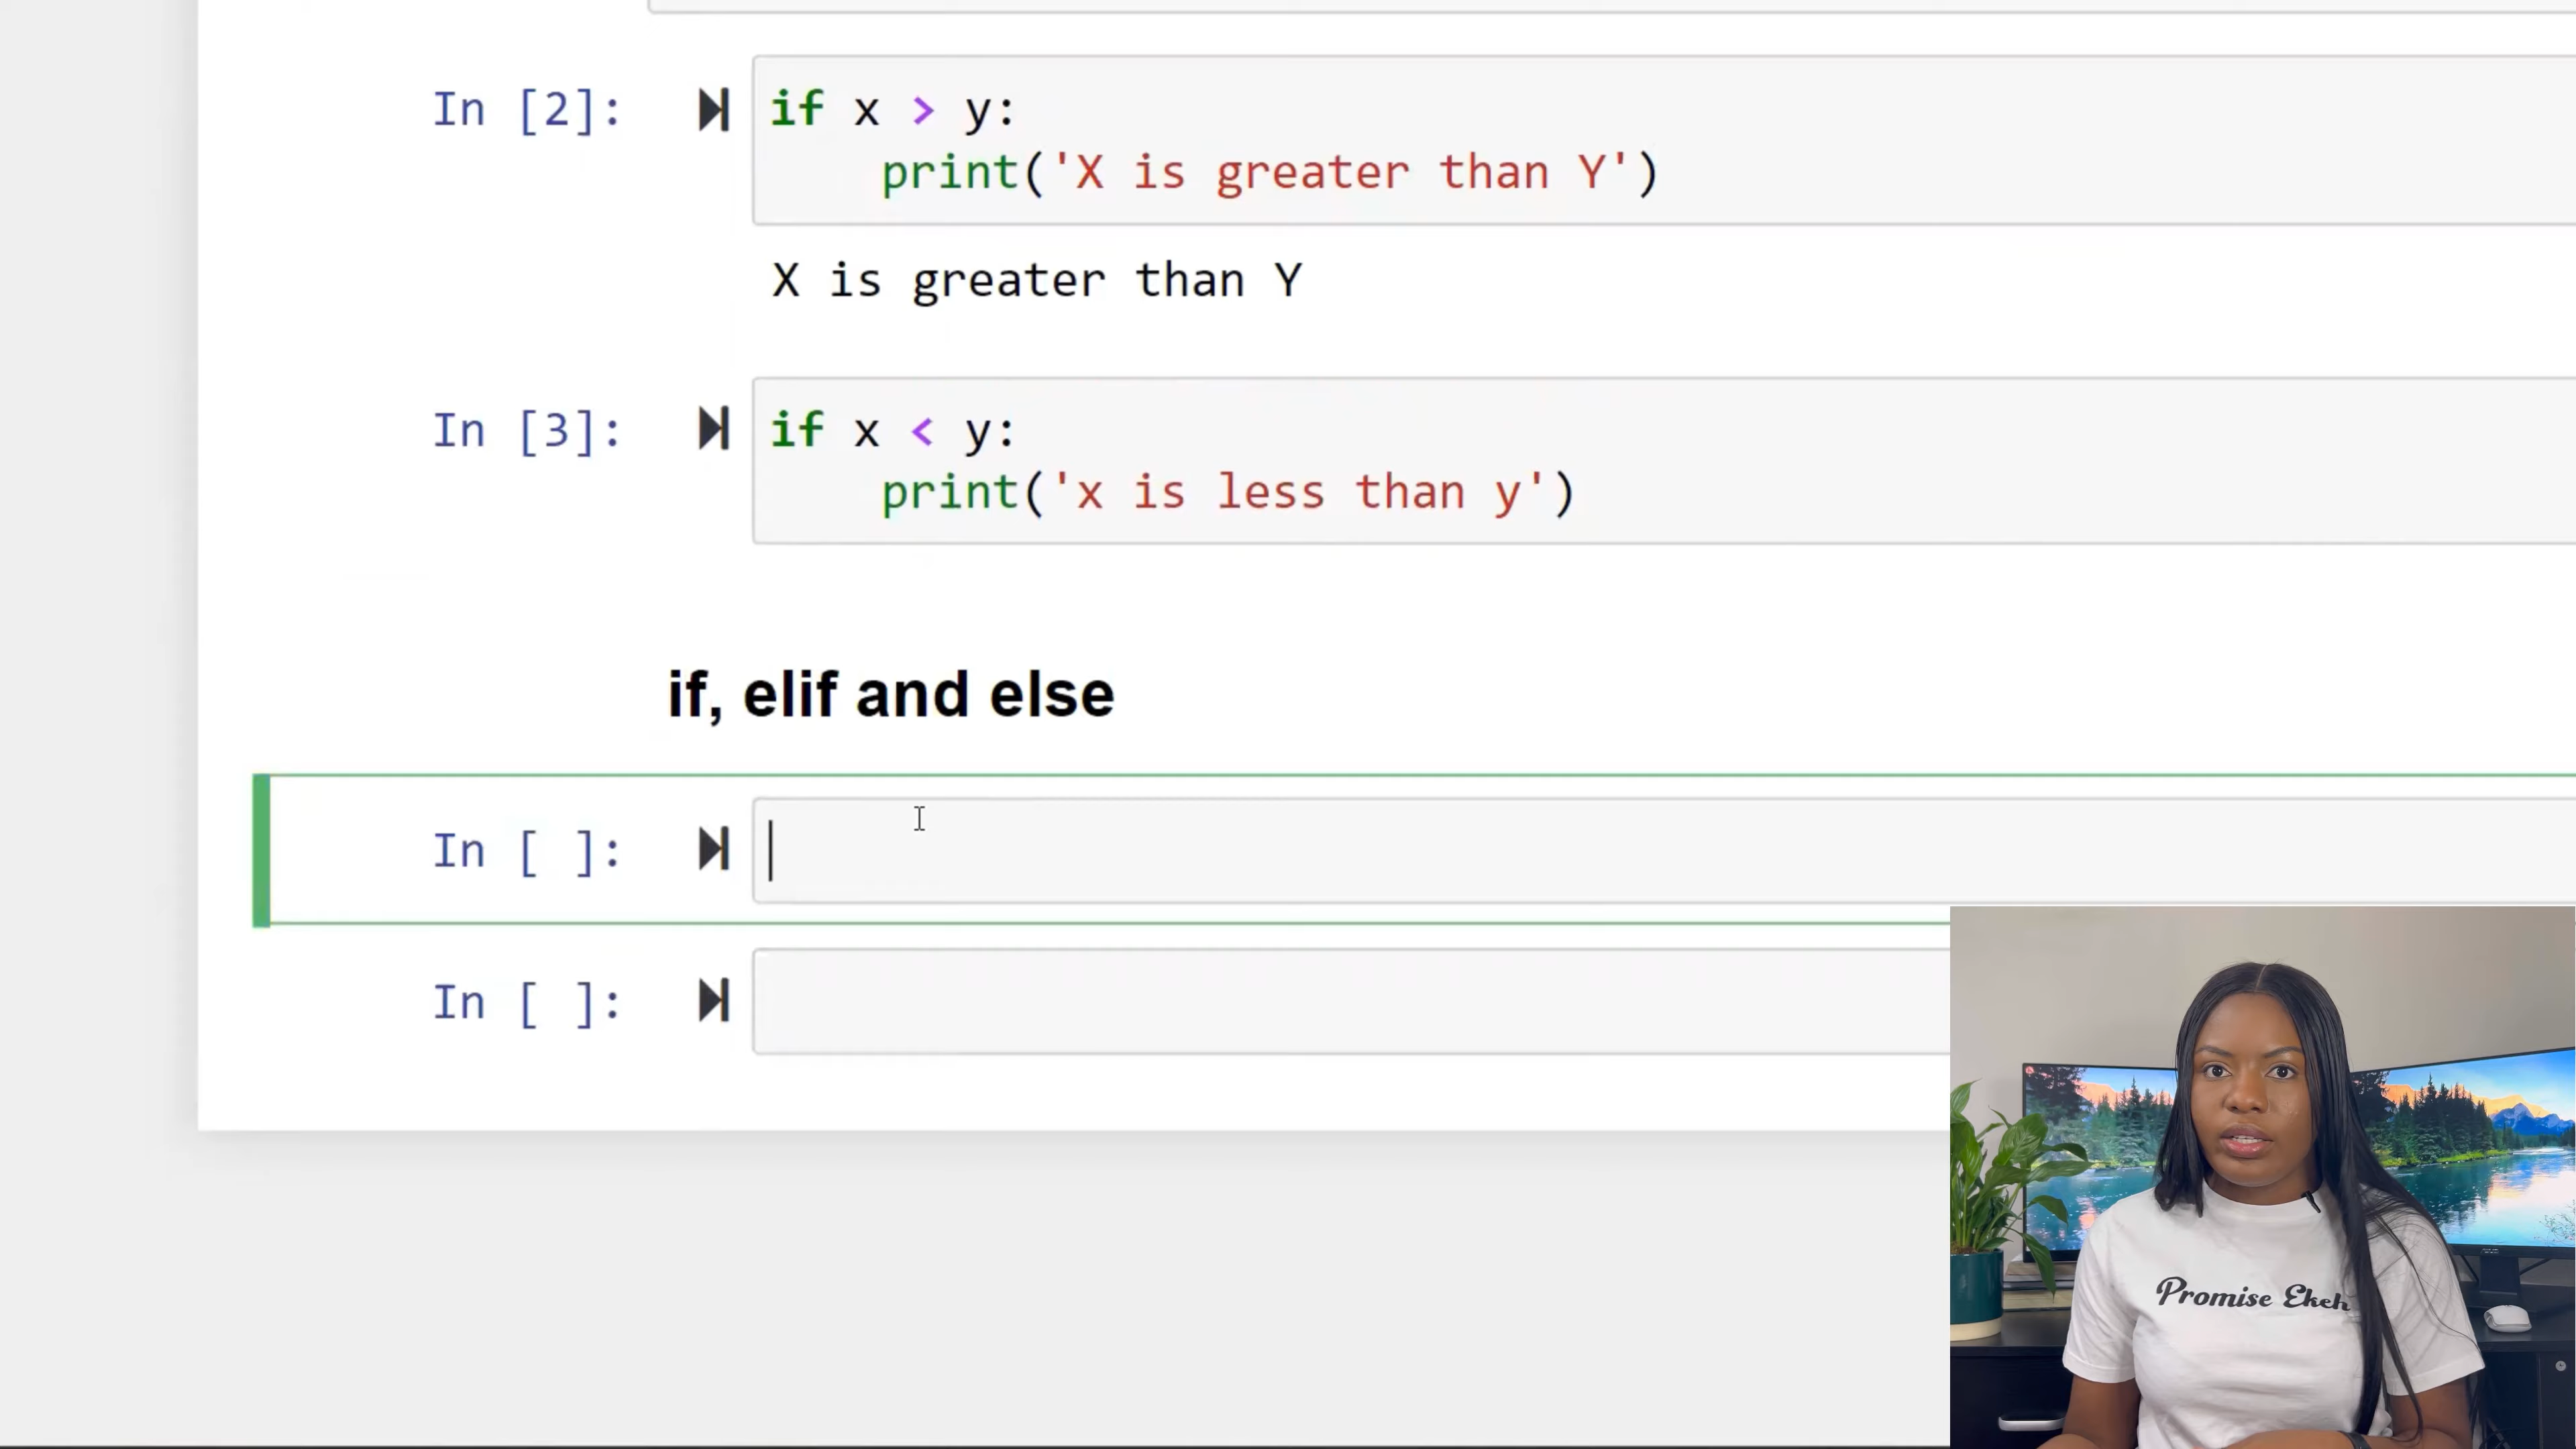 In [2]:
if x > y:
    print('X is greater than Y')
X is greater than Y
In [3]:
if x < y:
    print('x is less than y')
if, elif and else
In [ ]:
In [ ]:
Promise Ekeh